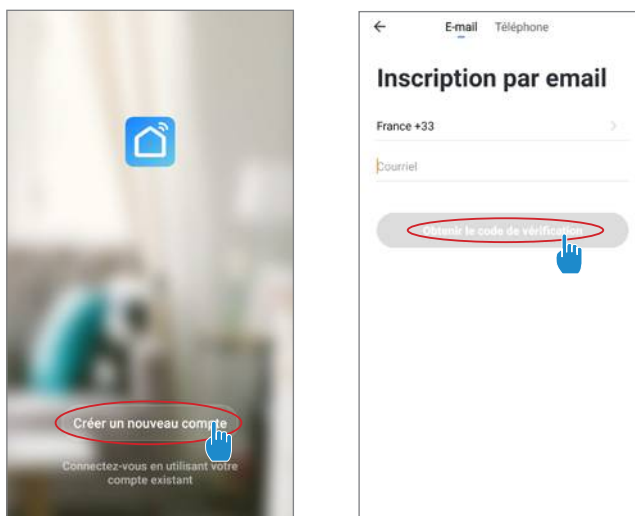 Créer un nouveau compte
Connectez-vous en utilisant votre
compte existant
E-mail Téléphone
Inscription par email
France +33
Courriel
Obtenir le code de vérification